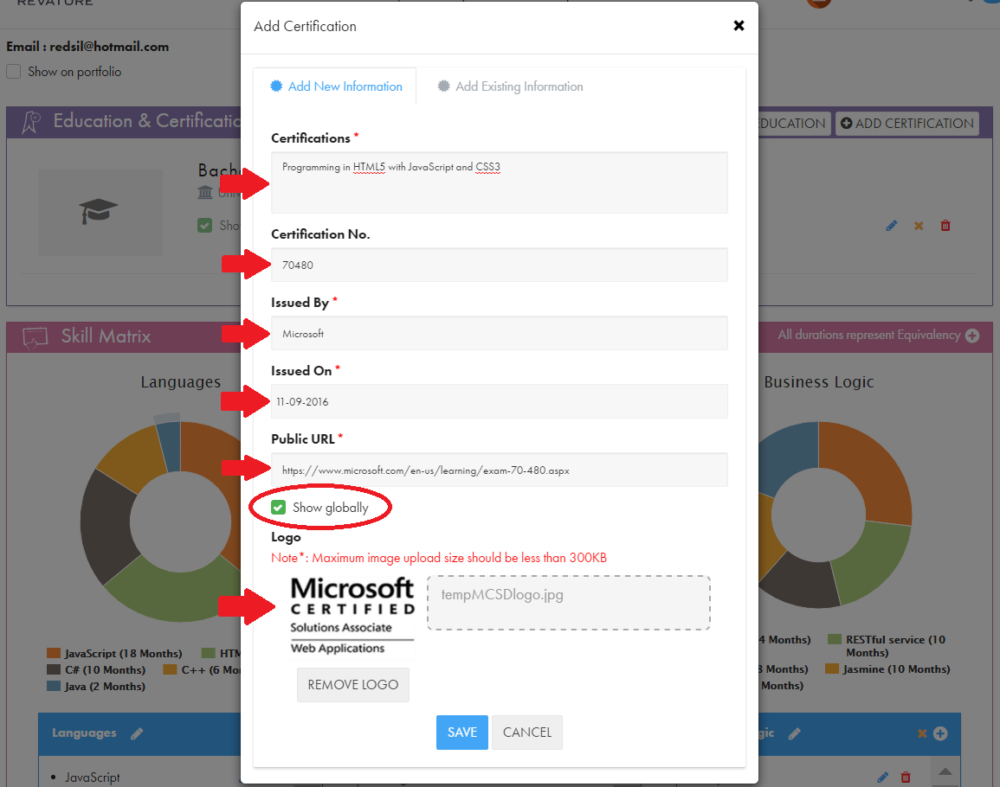 REVATURE
Email : redsil@hotmail.com
Show on portfolio
Education & Certificatio
EDUCATION
ADD CERTIFICATION
Add Certification
Add New Information
Add Existing Information
Certifications *
Programming in HTML5 with JavaScript and CSS3
Certification No.
70480
Issued By *
Microsoft
Issued On *
11-09-2016
Public URL *
https://www.microsoft.com/en-us/learning/exam-70-480.aspx
Show globally
Logo
Note*: Maximum image upload size should be less than 300KB
Microsoft
CERTIFIED
Solutions Associate
Web Applications
tempMCSDlogo.jpg
REMOVE LOGO
SAVE
CANCEL
Bache
Univ
Show
Skill Matrix
All durations represent Equivalency
Languages
Business Logic
JavaScript (18 Months)
HTM
C# (10 Months)
C++ (6 Mon
Java (2 Months)
4 Months)
RESTful service (10
Months)
8 Months)
Jasmine (10 Months)
Months)
Languages
gic
JavaScript